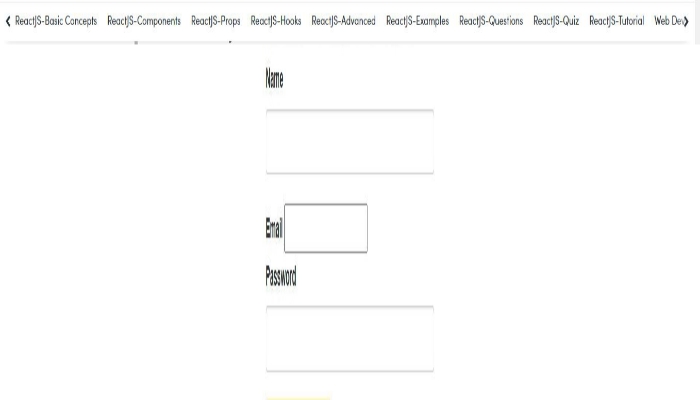 ReactJS-Basic Concepts ReactJS-Components ReactJS-Props ReactJS-Hooks ReactJS-Advanced ReactJS-Examples ReactJS-Questions ReactJS-Quiz ReactJS-Tutorial Web Dev
Name
Email
Password